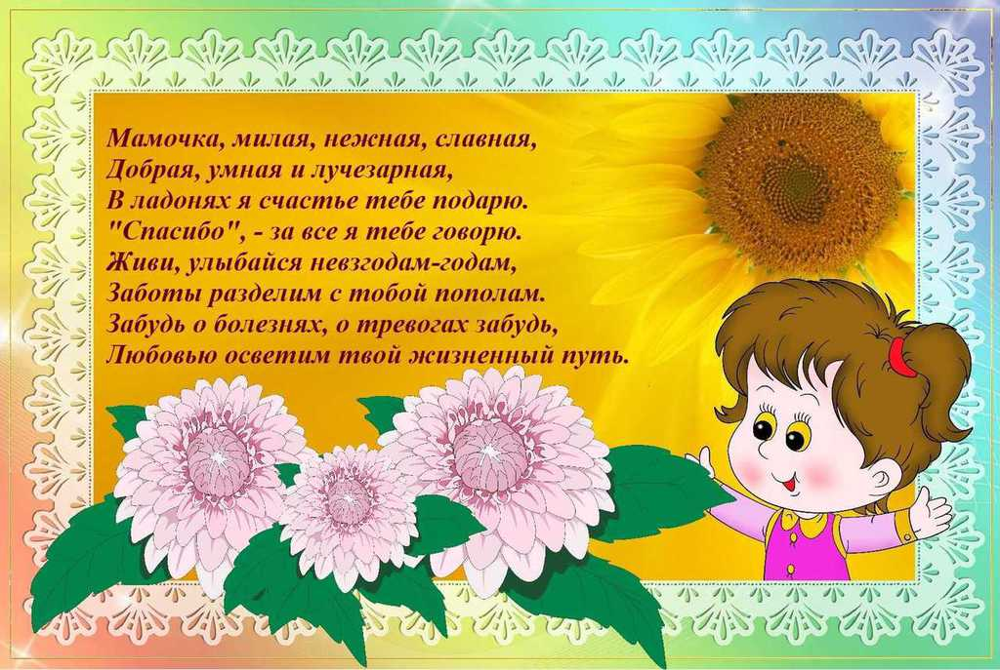 Мамочка, милая, нежная, славная,
Добрая, умная и лучезарная,
В ладонях я счастье тебе подарю.
"Спасибо", - за все я тебе говорю.
Живи, улыбайся невзгодам-годам,
Заботы разделим с тобой пополам.
Забудь о болезнях, о тревогах забудь,
Любовью осветим твой жизненный путь.